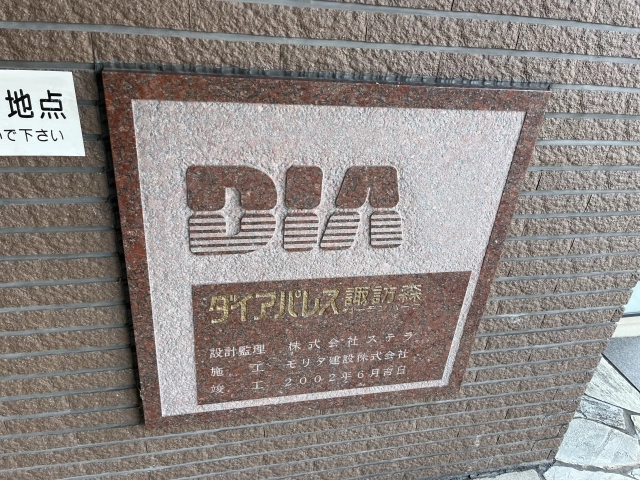 地点
で下さい
DIA
ダイアパレス諏訪森
設計監理 株式会社ステラ
施工 モリタ建設株式会社
竣工 2002年6月吉日